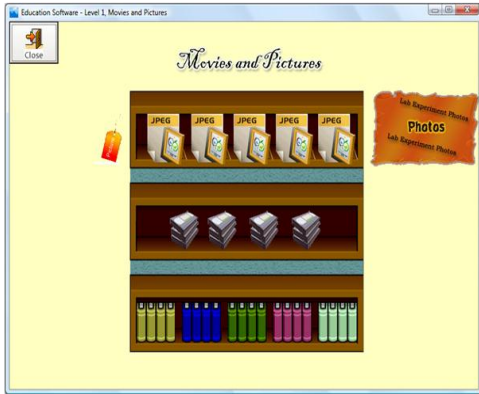 Education Software - Level 1, Movies and Pictures
Close
Movies and Pictures
JPEG JPEG JPEG JPEG JPEG
Lab Experiment Photos
Photos
Lab Experiment Photos